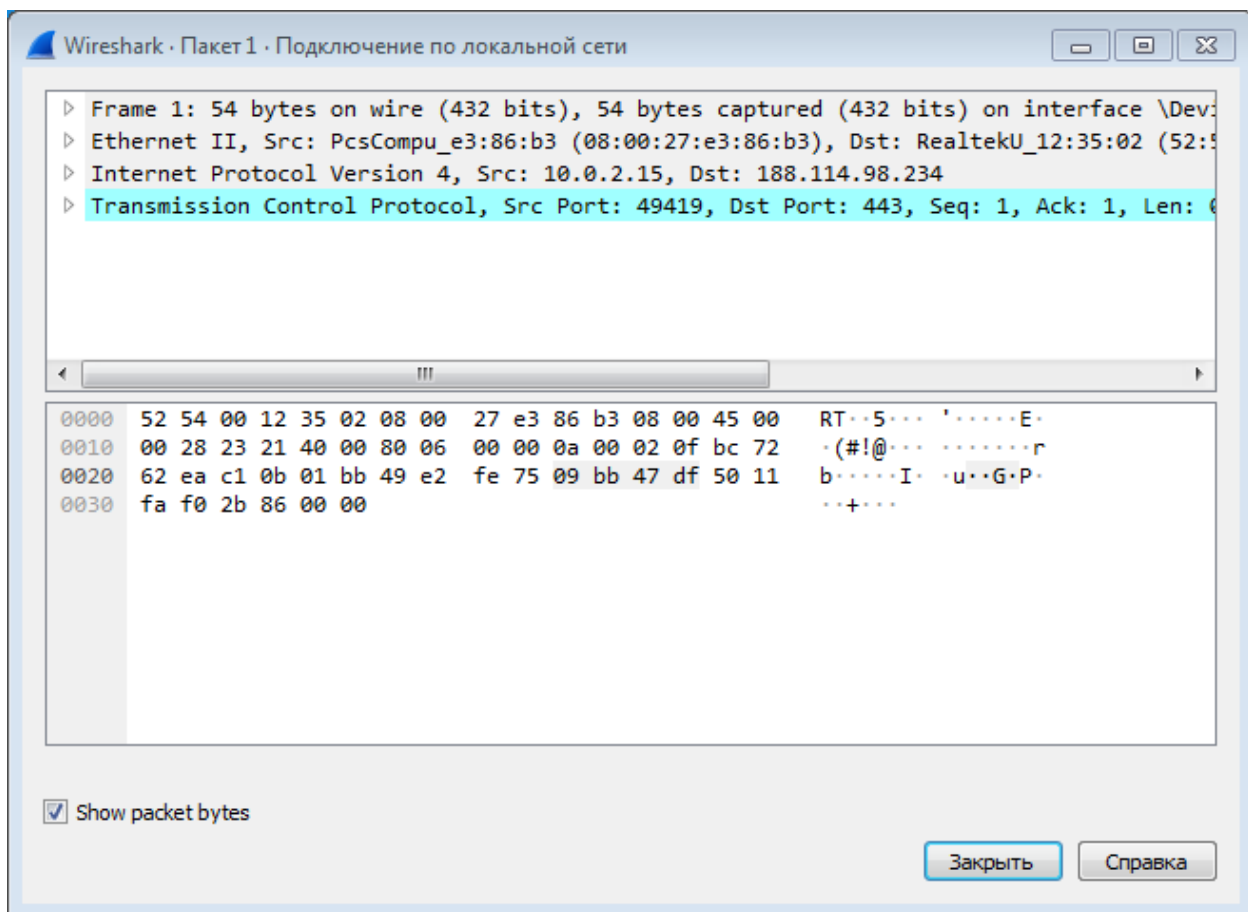 Wireshark · Пакет 1 · Подключение по локальной сети
Frame 1: 54 bytes on wire (432 bits), 54 bytes captured (432 bits) on interface \Devi
Ethernet II, Src: PcsCompu_e3:86:b3 (08:00:27:e3:86:b3), Dst: RealtekU_12:35:02 (52:5
Internet Protocol Version 4, Src: 10.0.2.15, Dst: 188.114.98.234
Transmission Control Protocol, Src Port: 49419, Dst Port: 443, Seq: 1, Ack: 1, Len: 0
0000 52 54 00 12 35 02 08 00 27 e3 86 b3 08 00 45 00 RT··5··· '·····E·
0010 00 28 23 21 40 00 80 06 00 00 0a 00 02 0f bc 72 ·(#!@··· ·······r
0020 62 ea c1 0b 01 bb 49 e2 fe 75 09 bb 47 df 50 11 b·····I· ·u··G·P·
0030 fa f0 2b 86 00 00 ··+···
Show packet bytes
Закрыть Справка